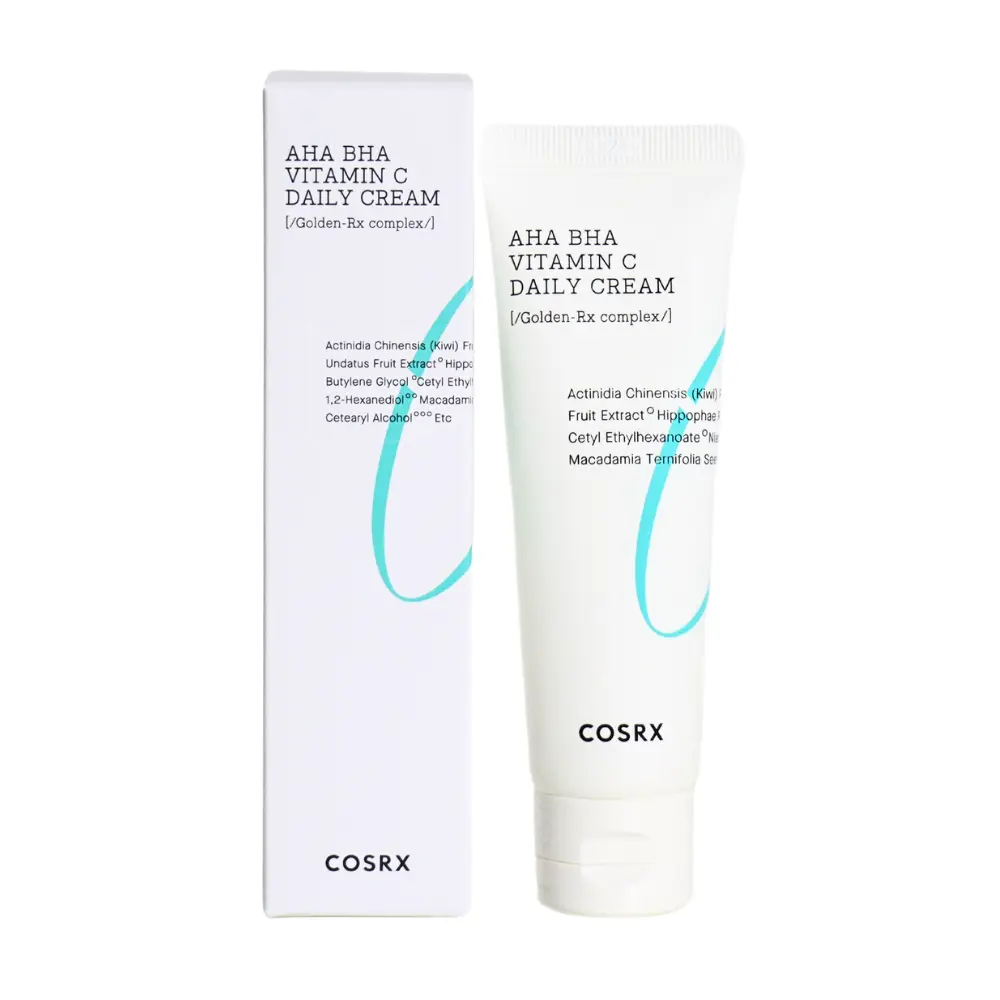 AHA BHA
VITAMIN C
DAILY CREAM
[/Golden-Rx complex/]
Actinidia Chinensis (Kiwi)
Undatus Fruit Extract°
Butylene Glycol °Cetyl
1,2-Hexanediol°°
Cetearyl Alcohol°°° Etc
COSRX
AHA BHA
VITAMIN C
DAILY CREAM
[/Golden-Rx complex/]
Actinidia Chinensis (Kiwi)
Fruit Extract° Hippophae
Cetyl Ethylhexanoate°
Macadamia Ternifolia
COSRX